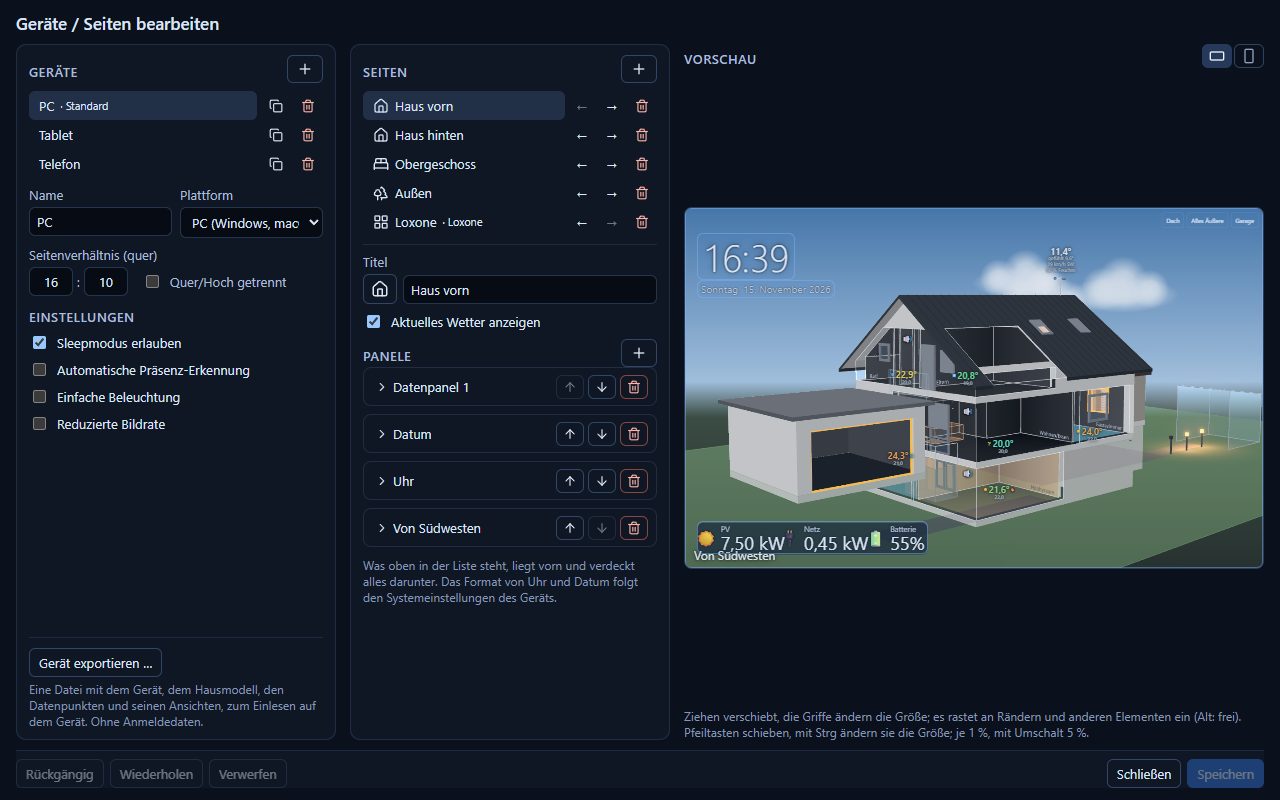 Geräte / Seiten bearbeiten
GERÄTE
PC · Standard
Tablet
Telefon
Name
Plattform
PC
PC (Windows, mac
Seitenverhältnis (quer)
16 : 10
Quer/Hoch getrennt
EINSTELLUNGEN
Sleepmodus erlauben
Automatische Präsenz-Erkennung
Einfache Beleuchtung
Reduzierte Bildrate
Gerät exportieren ...
Eine Datei mit dem Gerät, dem Hausmodell, den
Datenpunkten und seinen Ansichten, zum Einlesen auf
dem Gerät. Ohne Anmeldedaten.
SEITEN
Haus vorn
Haus hinten
Obergeschoss
Außen
Loxone · Loxone
Titel
Haus vorn
Aktuelles Wetter anzeigen
PANELE
Datenpanel 1
Datum
Uhr
Von Südwesten
Was oben in der Liste steht, liegt vorn und verdeckt
alles darunter. Das Format von Uhr und Datum folgt
den Systemeinstellungen des Geräts.
VORSCHAU
Dach
Alles Äußere
Garage
16:39
Sonntag, 15. November 2026
11,4°
22,9°
20,8°
24,0°
20,0°
24,3°
21,6°
PV
7,50 kW
Netz
0,45 kW
Batterie
55%
Von Südwesten
Ziehen verschiebt, die Griffe ändern die Größe; es rastet an Rändern und anderen Elementen ein (Alt: frei).
Pfeiltasten schieben, mit Strg ändern sie die Größe; je 1 %, mit Umschalt 5 %.
Rückgängig
Wiederholen
Verwerfen
Schließen
Speichern